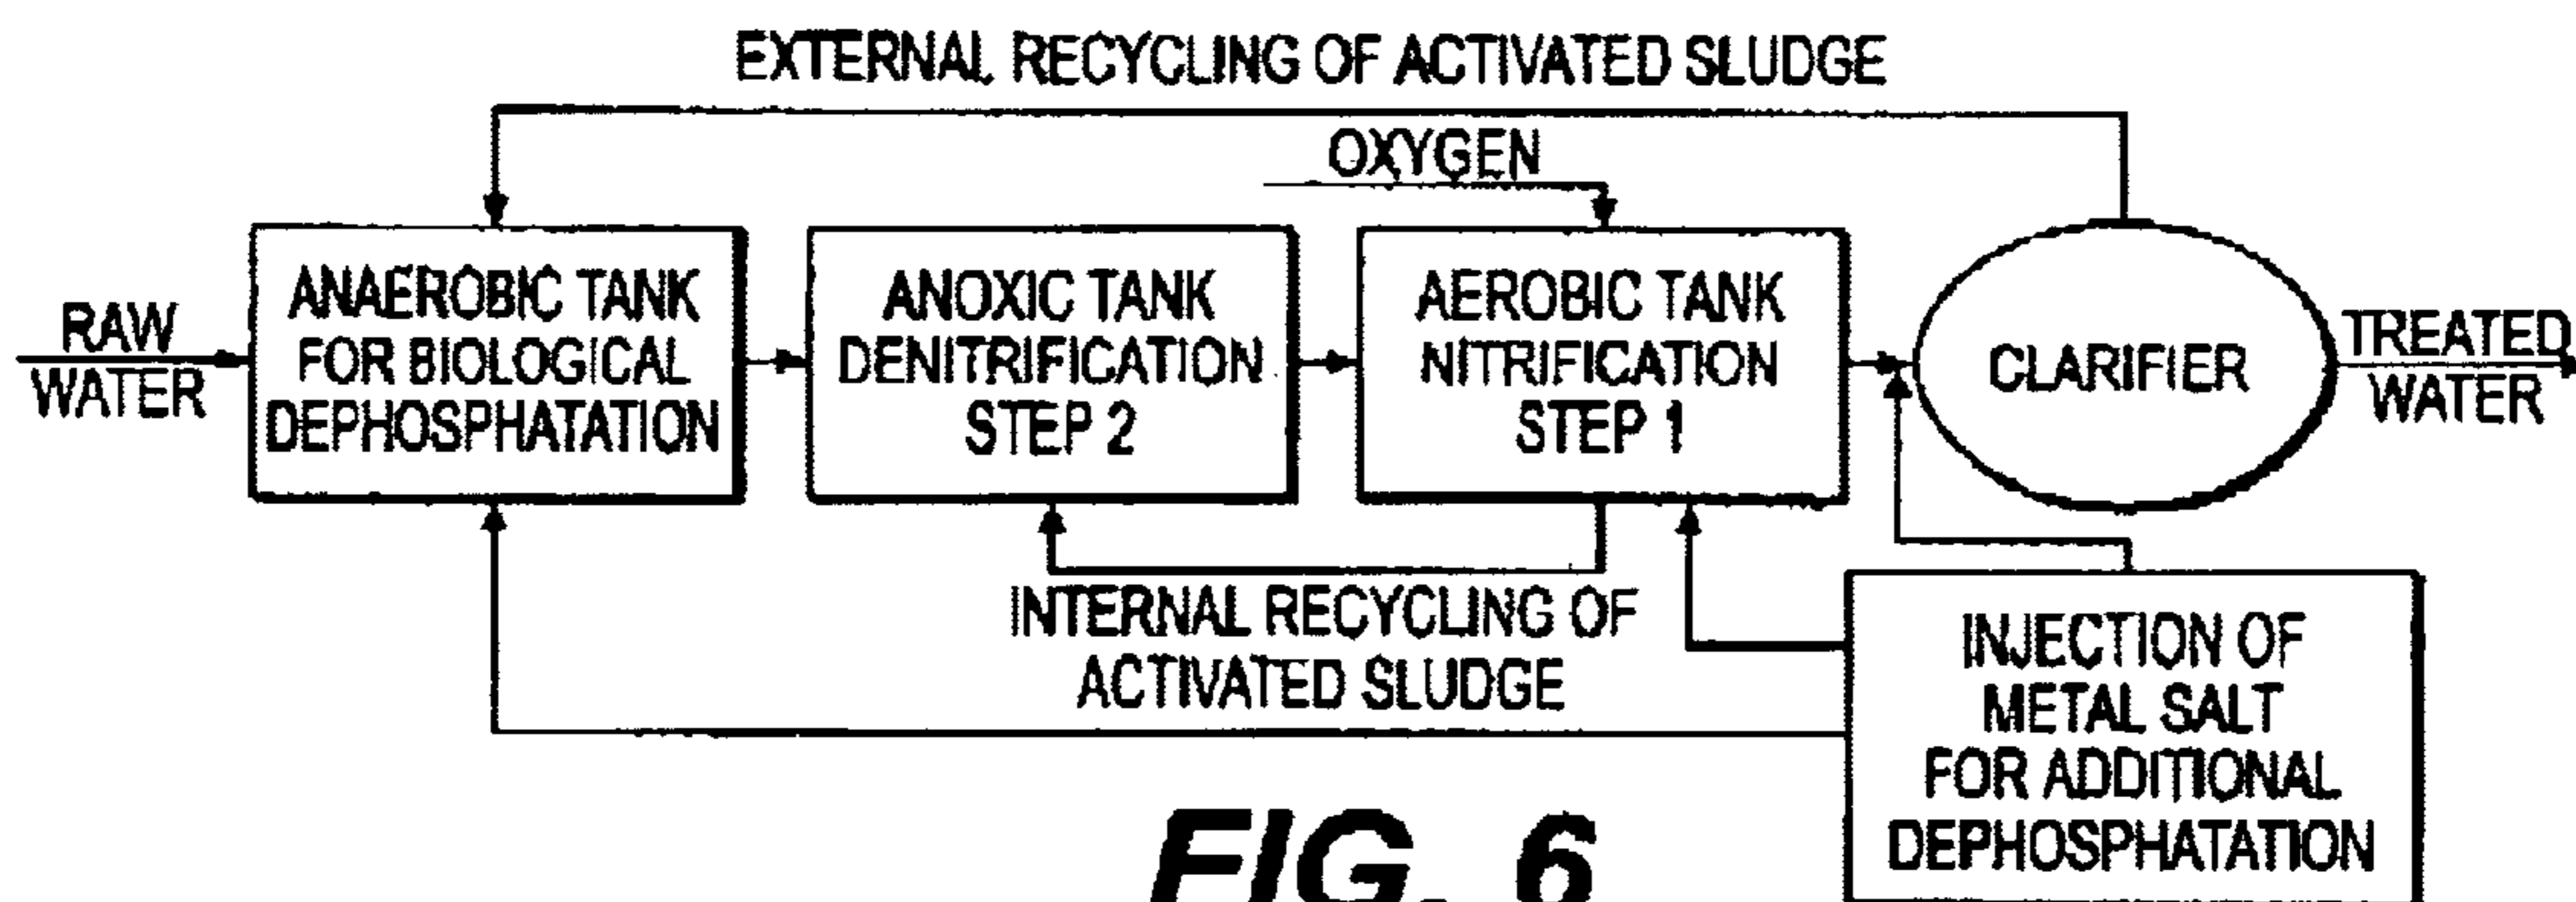 EXTERNAL RECYCLING OF ACTIVATED SLUDGE
OXYGEN
RAW
WATER
ANAEROBIC TANK
FOR BIOLOGICAL
DEPHOSPHATATION
ANOXIC TANK
DENITRIFICATION
STEP 2
AEROBIC TANK
NITRIFICATION
STEP 1
CLARIFIER
TREATED
WATER
INTERNAL RECYCLING OF
ACTIVATED SLUDGE
INJECTION OF
METAL SALT
FOR ADDITIONAL
DEPHOSPHATATION
FIG. 6